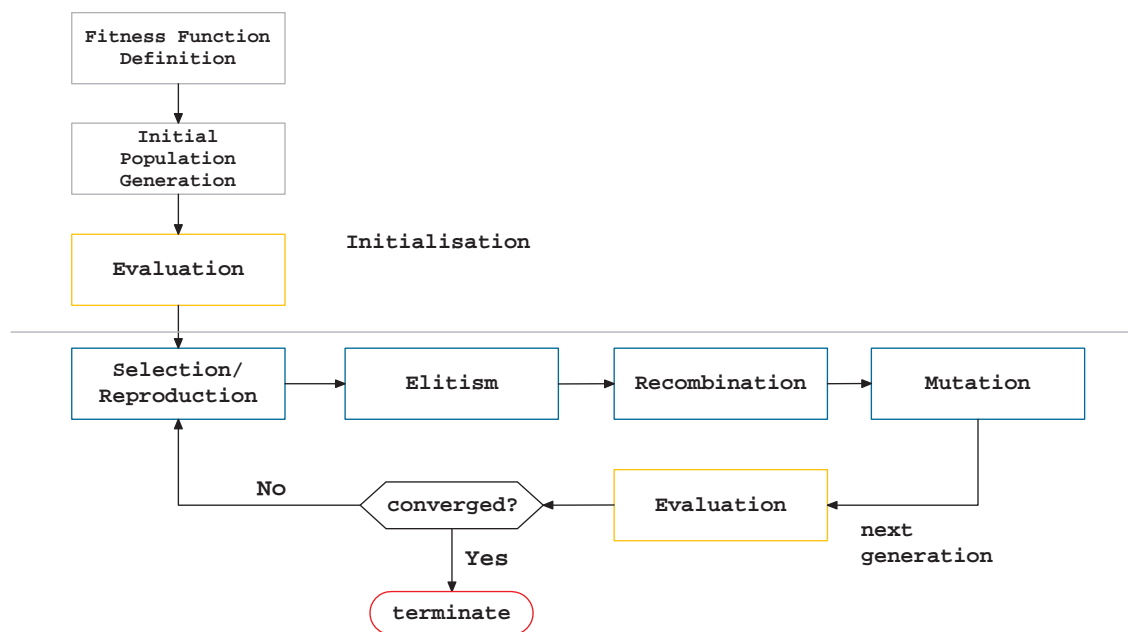 Fitness Function
Definition
Initial
Population
Generation
Evaluation
Initialisation
Selection/
Reproduction
Elitism
Recombination
Mutation
No
converged?
Evaluation
next
generation
Yes
terminate